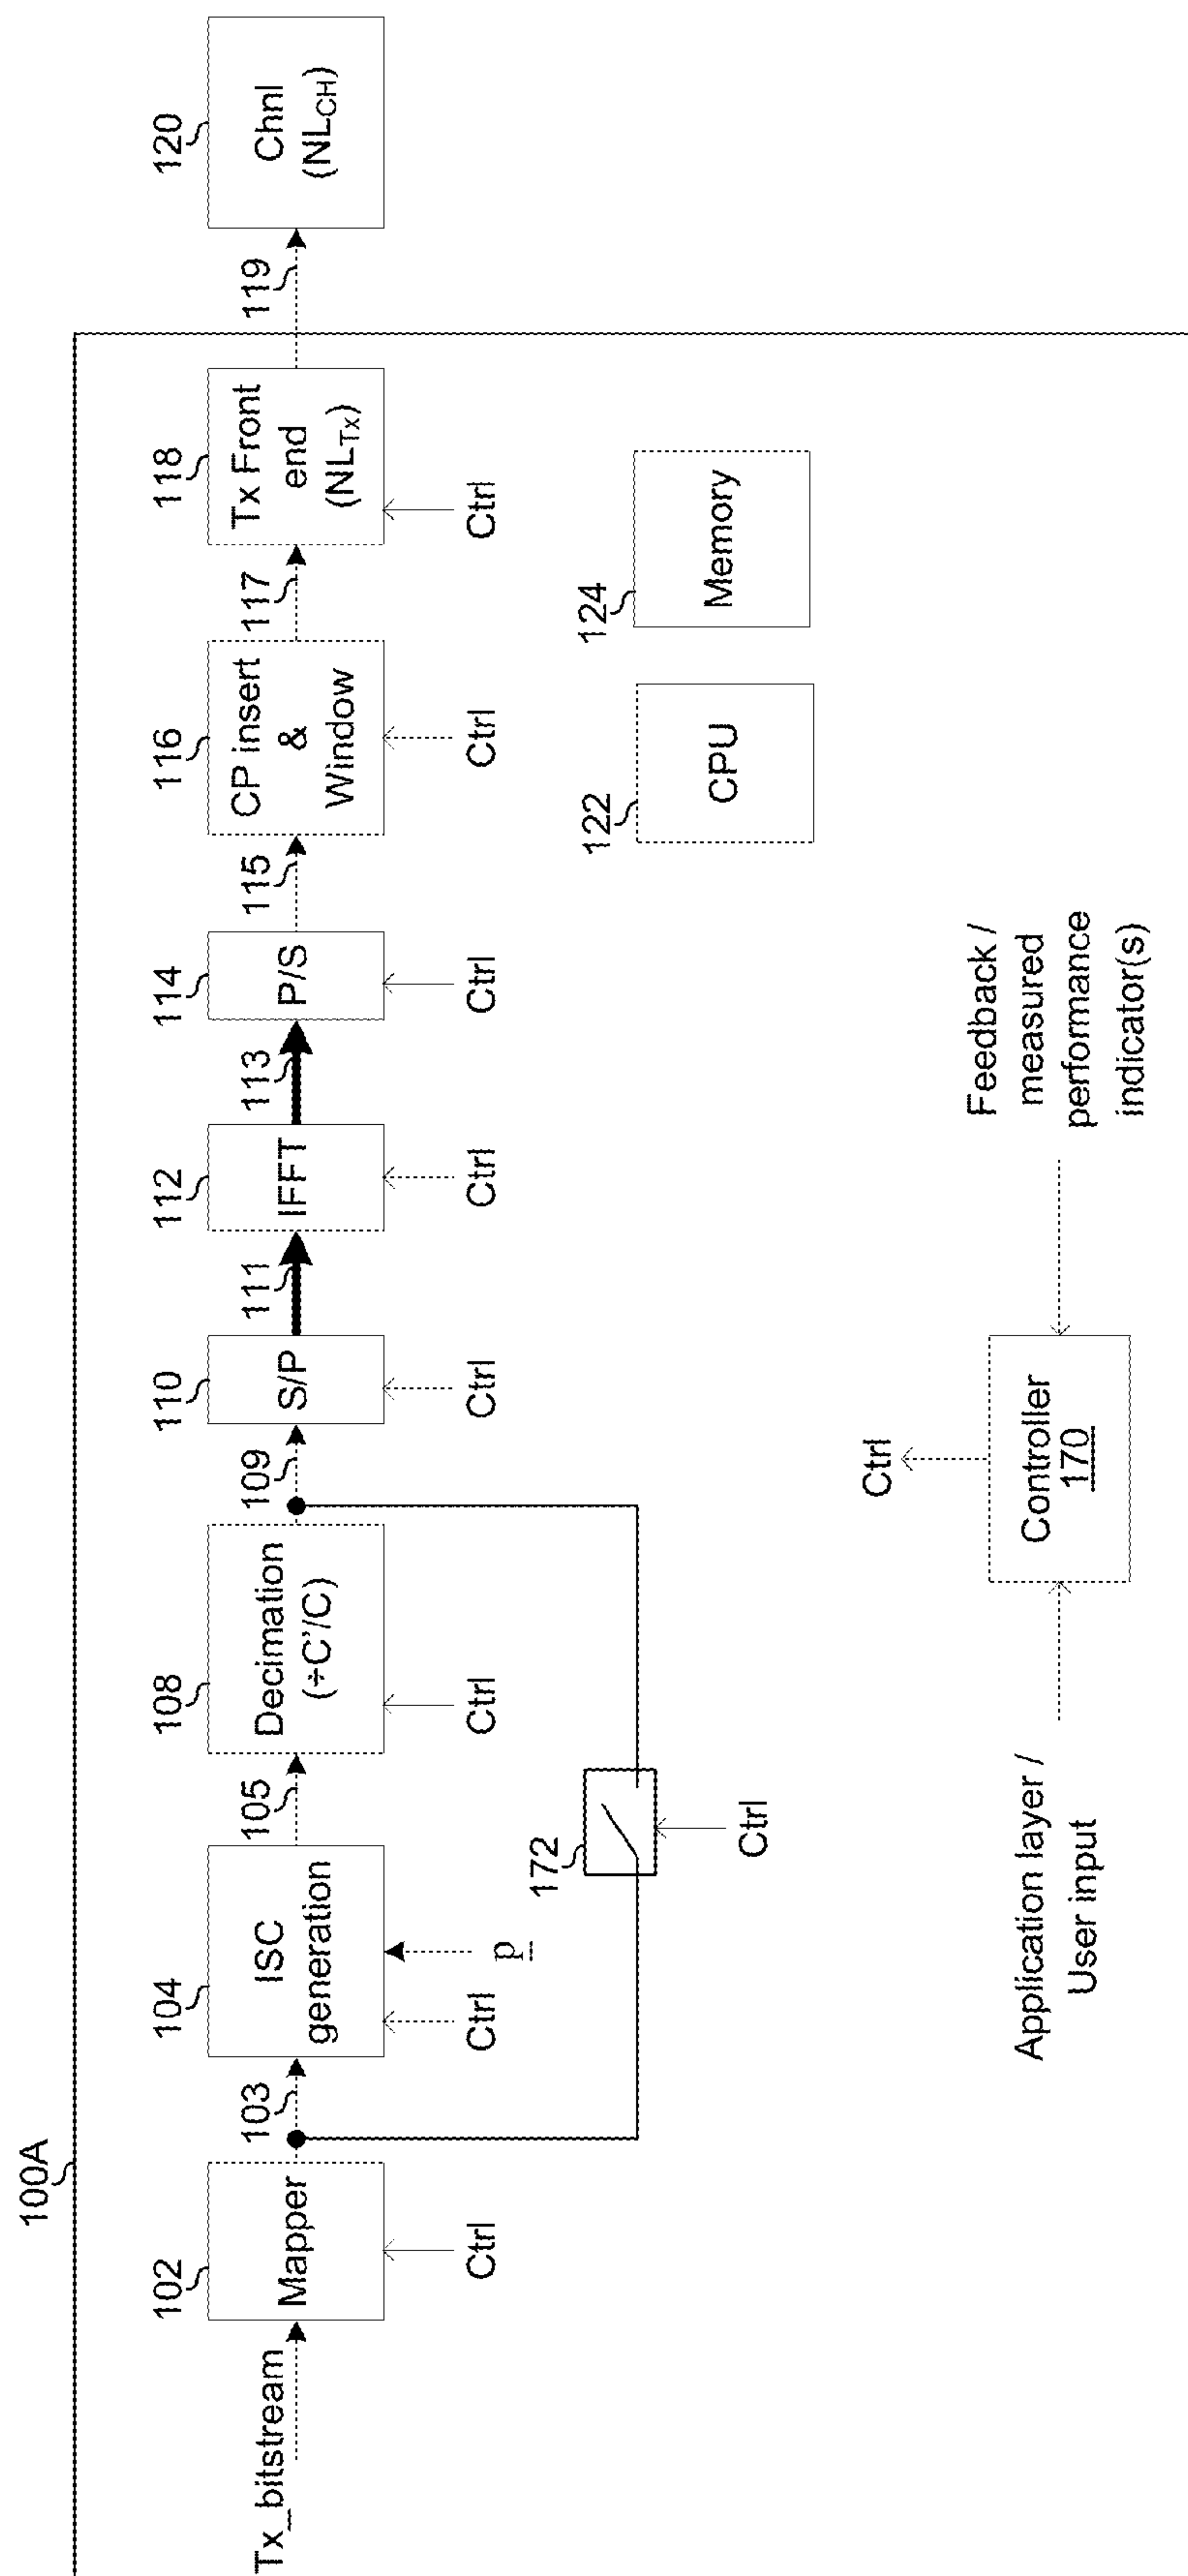 100A
102
103
104
105
108
109
110
111
112
113
114
115
116
117
118
119
120
Tx_bitstream
Mapper
ISC
generation
Decimation
(÷C'/C)
S/P
IFFT
P/S
CP insert
&
Window
Tx Front
end
(NLTx)
Chnl
(NLCH)
Ctrl
Ctrl
p
Ctrl
Ctrl
Ctrl
Ctrl
Ctrl
Ctrl
172
Ctrl
122
CPU
124
Memory
Ctrl
Application layer /
User input
Controller
170
Feedback /
measured
performance
indicator(s)